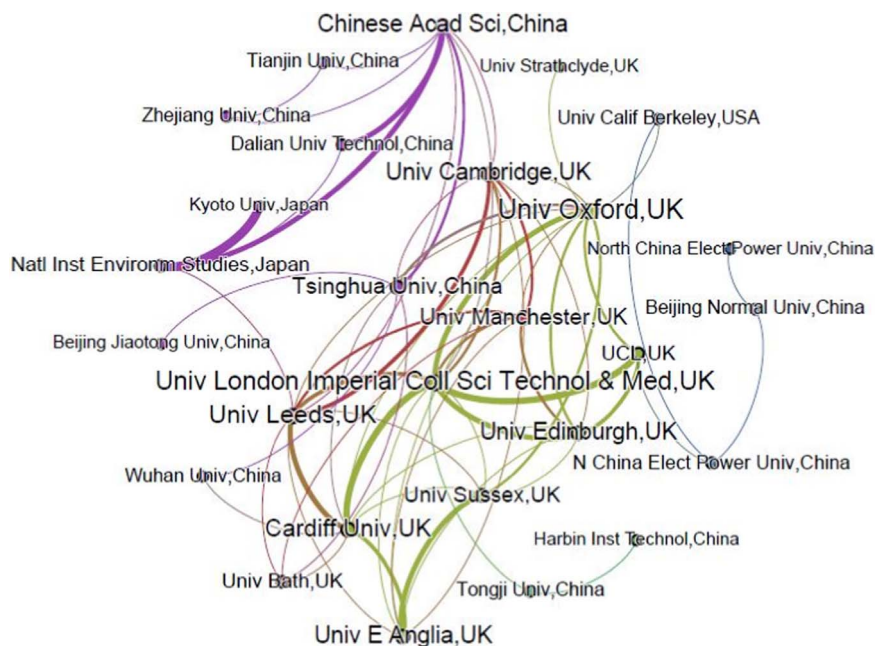 Chinese Acad Sci,China
Tianjin Univ,China
Univ Strathclyde,UK
Zhejiang Univ,China
Univ Calif Berkeley,USA
Dalian Univ Technol,China
Univ Cambridge,UK
Kyoto Univ,Japan
Univ Oxford,UK
North China Elect Power Univ,China
Natl Inst Environm Studies,Japan
Tsinghua Univ,China
Beijing Normal Univ,China
Univ Manchester,UK
Beijing Jiaotong Univ,China
UCL,UK
Univ London Imperial Coll Sci Technol & Med,UK
Univ Leeds,UK
Univ Edinburgh,UK
N China Elect Power Univ,China
Wuhan Univ,China
Univ Sussex,UK
Cardiff Univ,UK
Harbin Inst Technol,China
Univ Bath,UK
Tongji Univ,China
Univ E Anglia,UK